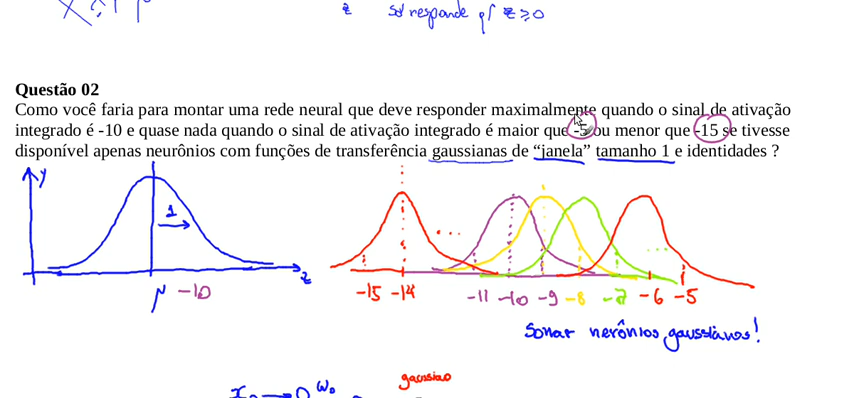 z só responde p/ z ≥ 0
Questão 02
Como você faria para montar uma rede neural que deve responder maximalmente quando o sinal de ativação
integrado é -10 e quase nada quando o sinal de ativação integrado é maior que -5 ou menor que -15 se tivesse
disponível apenas neurônios com funções de transferência gaussianas de “janela” tamanho 1 e identidades ?
y
1
z
μ -10
-15 -14 ... -11 -10 -9 -8 -7 ... -6 -5
Somar nerônios gaussianos!
gaussiano
w₀